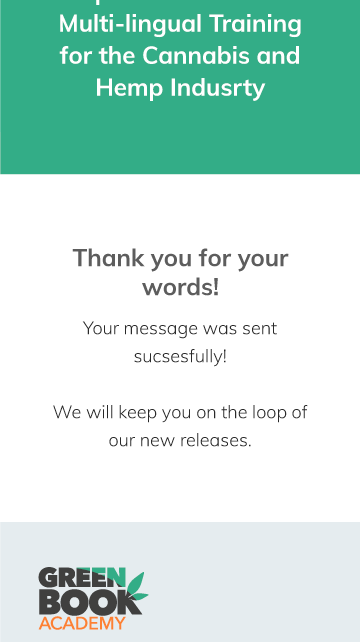 Multi-lingual Training
for the Cannabis and
Hemp Indusrty
Thank you for your
words!
Your message was sent
sucsesfully!
We will keep you on the loop of
our new releases.
GREEN
BOOK
ACADEMY